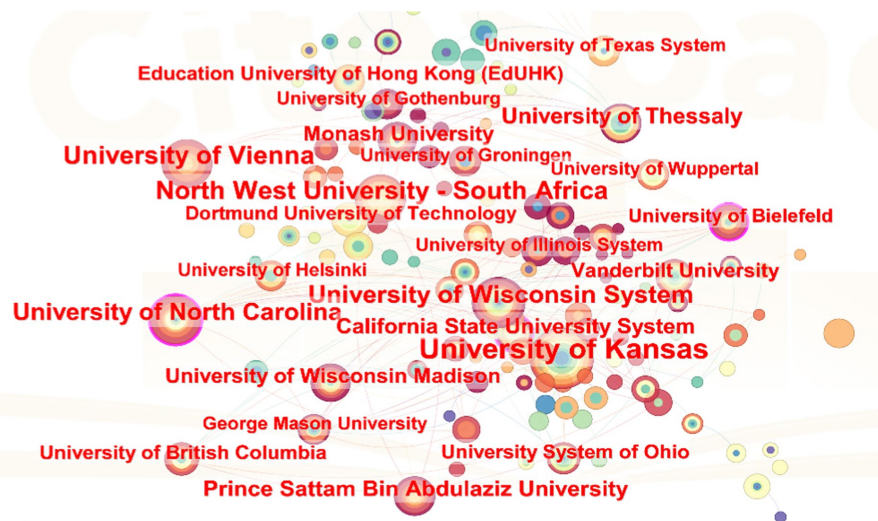 University of Texas System
Education University of Hong Kong (EdUHK)
University of Gothenburg
University of Thessaly
Monash University
University of Vienna
University of Groningen
University of Wuppertal
North West University - South Africa
Dortmund University of Technology
University of Bielefeld
University of Illinois System
University of Helsinki
Vanderbilt University
University of Wisconsin System
University of North Carolina
California State University System
University of Kansas
University of Wisconsin Madison
George Mason University
University of British Columbia
University System of Ohio
Prince Sattam Bin Abdulaziz University